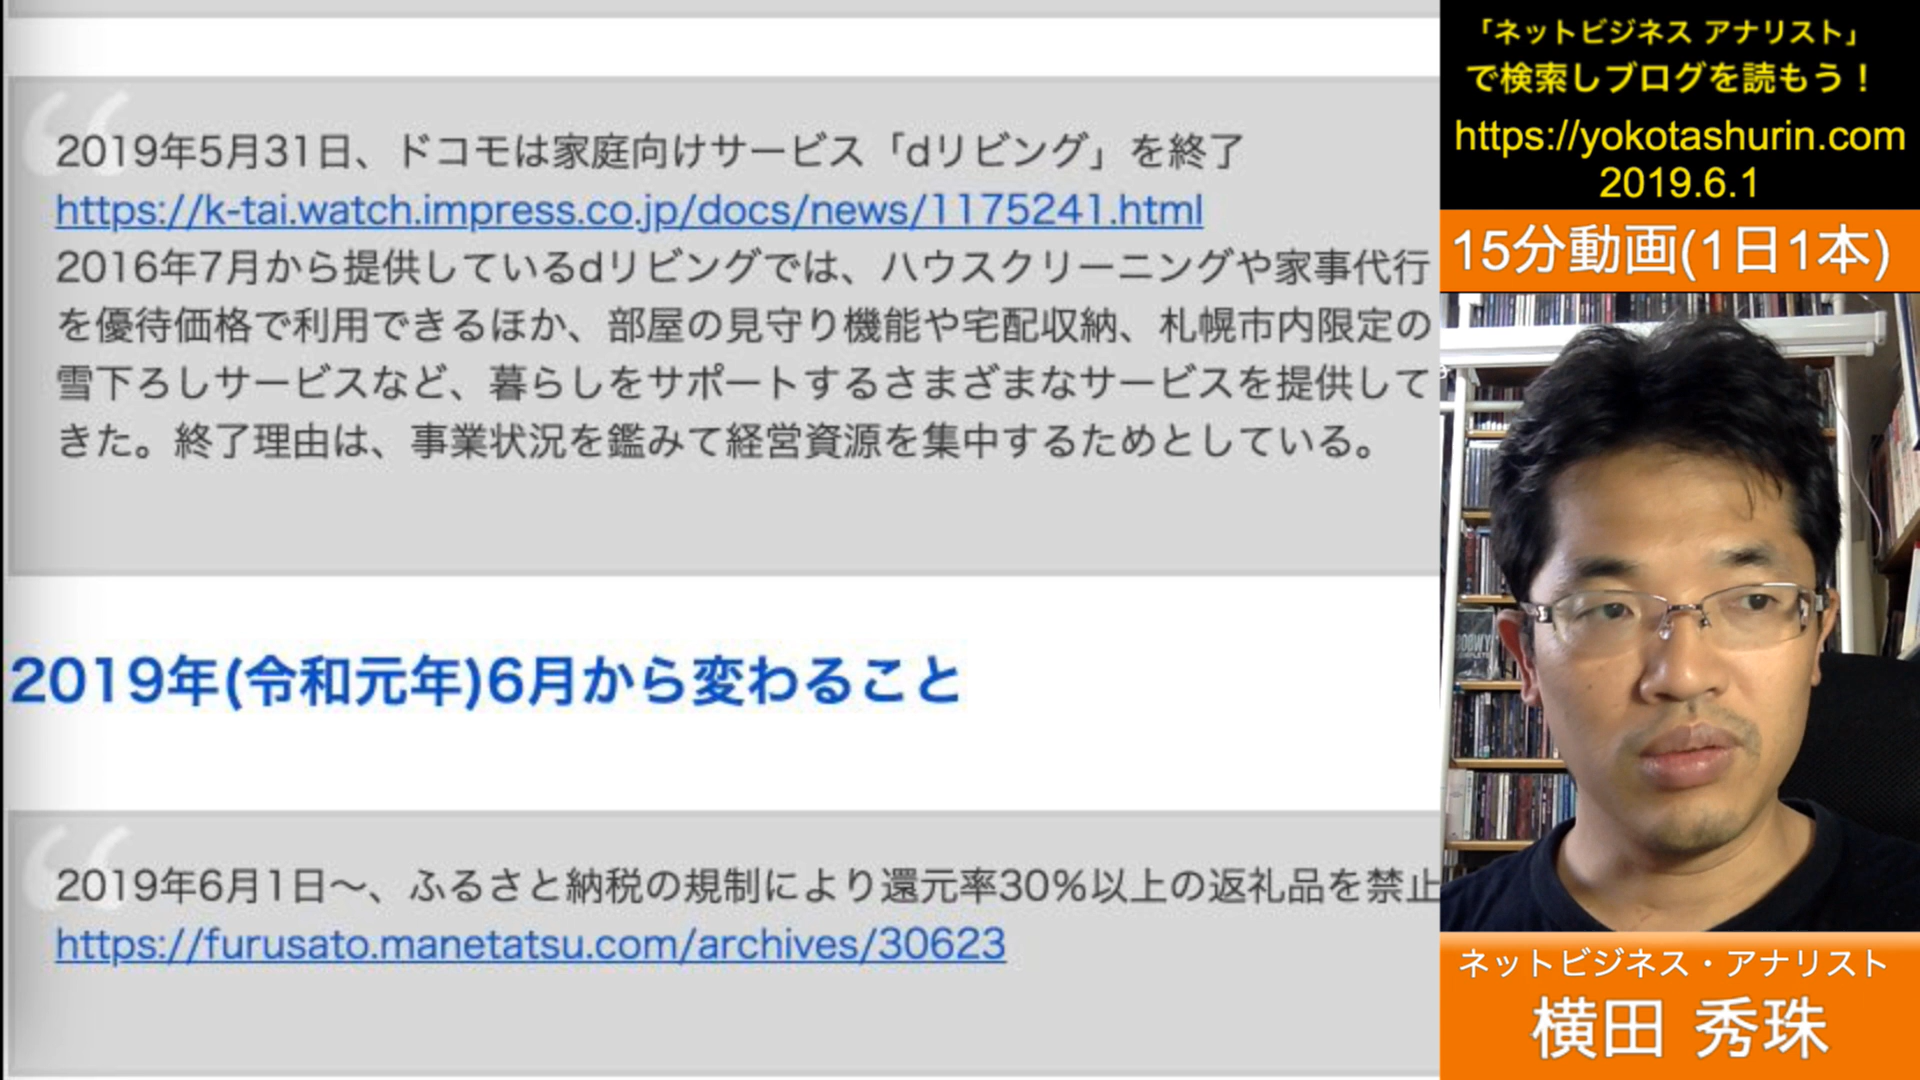 2019年5月31日、ドコモは家庭向けサービス「dリビング」を終了
https://k-tai.watch.impress.co.jp/docs/news/1175241.html
2016年7月から提供しているdリビングでは、ハウスクリーニングや家事代行
を優待価格で利用できるほか、部屋の見守り機能や宅配収納、札幌市内限定の
雪下ろしサービスなど、暮らしをサポートするさまざまなサービスを提供して
きた。終了理由は、事業状況を鑑みて経営資源を集中するためとしている。
2019年(令和元年)6月から変わること
2019年6月1日〜、ふるさと納税の規制により還元率30%以上の返礼品を禁止
https://furusato.manetatsu.com/archives/30623
「ネットビジネス アナリスト」
で検索しブログを読もう！
https://yokotashurin.com
2019.6.1
15分動画(1日1本)
ネットビジネス・アナリスト
横田 秀珠